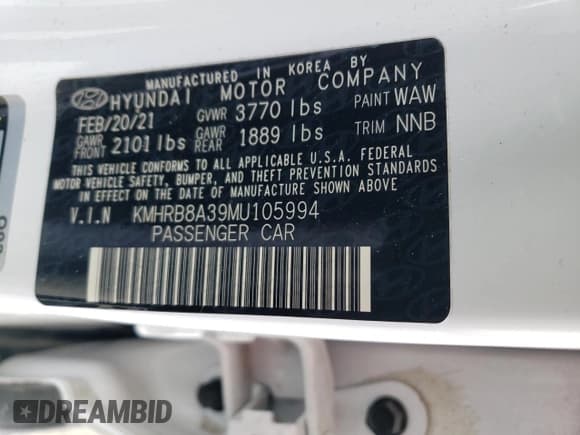 MANUFACTURED IN KOREA BY
HYUNDAI MOTOR COMPANY
FEB/20/21 GVWR 3770 lbs PAINT WAW
GAWR FRONT 2101 lbs GAWR REAR 1889 lbs TRIM NNB
THIS VEHICLE CONFORMS TO ALL APPLICABLE U.S.A. FEDERAL
MOTOR VEHICLE SAFETY, BUMPER, AND THEFT PREVENTION STANDARDS
IN EFFECT ON THE DATE OF MANUFACTURE SHOWN ABOVE.
V.I.N KMHRB8A39MU105994
PASSENGER CAR
DREAMBID